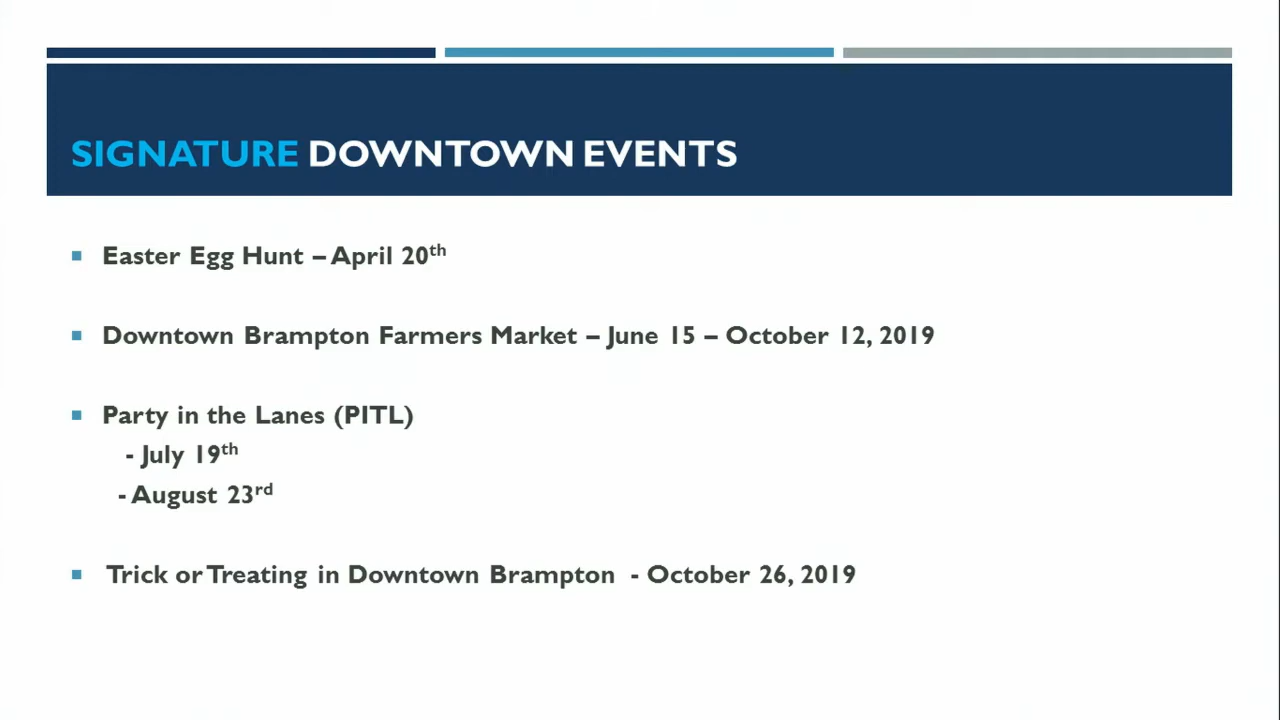 SIGNATURE DOWNTOWN EVENTS
Easter Egg Hunt – April 20th
Downtown Brampton Farmers Market – June 15 – October 12, 2019
Party in the Lanes (PITL)
- July 19th
- August 23rd
Trick or Treating in Downtown Brampton - October 26, 2019